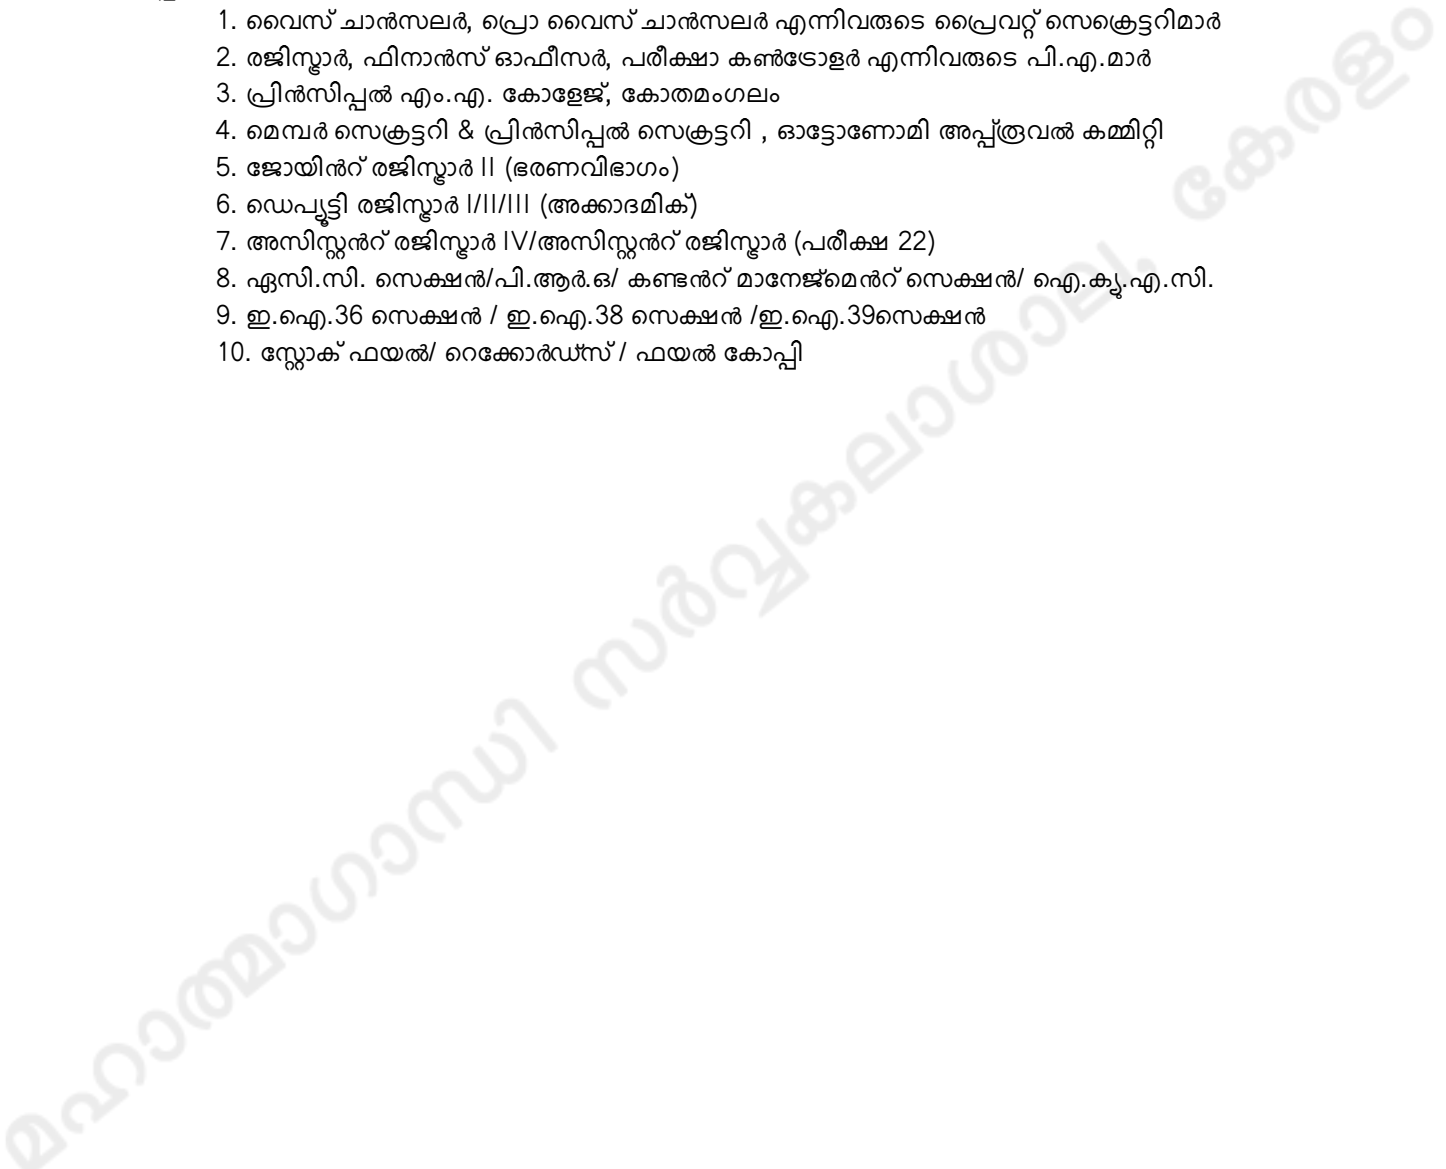 1. വൈസ് ചാൻസലർ, പ്രൊ വൈസ് ചാൻസലർ എന്നിവരുടെ പ്രൈവറ്റ് സെക്രെട്ടറിമാർ
2. രജിസ്ട്രാർ, ഫിനാൻസ് ഓഫീസർ, പരീക്ഷാ കൺട്രോളർ എന്നിവരുടെ പി.എ.മാർ
3. പ്രിൻസിപ്പൽ എം.എ. കോളേജ്, കോതമംഗലം
4. മെമ്പർ സെക്രട്ടറി & പ്രിൻസിപ്പൽ സെക്രട്ടറി , ഓട്ടോണോമി അപ്പ്രൂവൽ കമ്മിറ്റി
5. ജോയിൻറ് രജിസ്ട്രാർ II (ഭരണവിഭാഗം)
6. ഡെപ്യൂട്ടി രജിസ്ട്രാർ I/II/III (അക്കാദമിക്)
7. അസിസ്റ്റൻറ് രജിസ്ട്രാർ IV/അസിസ്റ്റൻറ് രജിസ്ട്രാർ (പരീക്ഷ 22)
8. ഏസി.സി. സെക്ഷൻ/പി.ആർ.ഒ/ കണ്ടൻറ് മാനേജ്മെൻറ് സെക്ഷൻ/ ഐ.ക്യു.എ.സി.
9. ഇ.ഐ.36 സെക്ഷൻ / ഇ.ഐ.38 സെക്ഷൻ /ഇ.ഐ.39സെക്ഷൻ
10. സ്റ്റോക് ഫയൽ/ റെക്കോർഡ്സ് / ഫയൽ കോപ്പി
മഹാത്മാഗാന്ധി സർവ്വകലാശാല, കേരളം